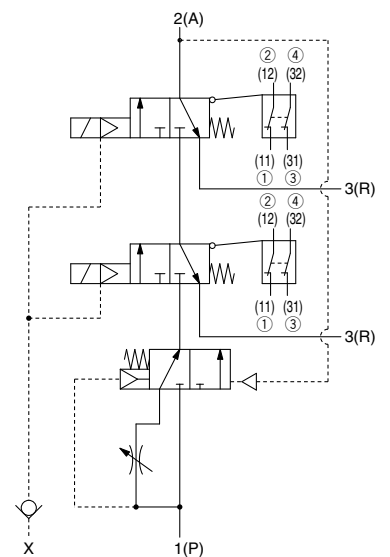 2(A)
② ④
(12) (32)
(11) (31)
① ③
3(R)
② ④
(12) (32)
(11) (31)
① ③
3(R)
X
1(P)